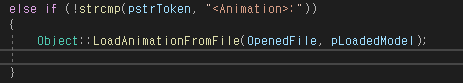 else if (!strcmp(pstrToken, "<Animation>:"))
{
    Object::LoadAnimationFromFile(OpenedFile, pLoadedModel);
}